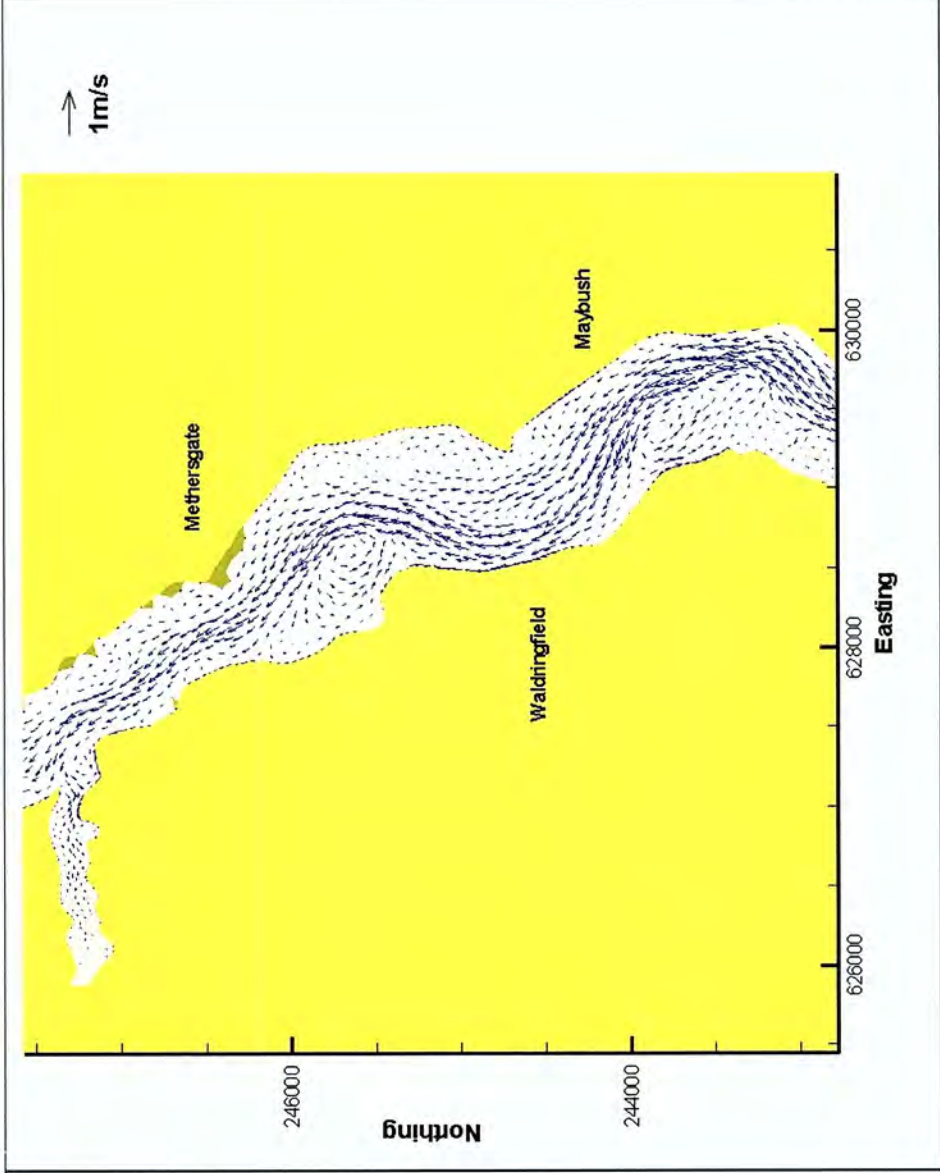 1m/s
Methersgate
Maybush
Waldringfield
246000
244000
Northing
626000
628000
630000
Easting